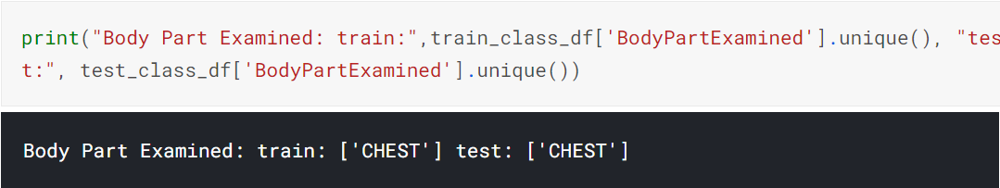 print("Body Part Examined: train:",train_class_df['BodyPartExamined'].unique(), "tes
t:", test_class_df['BodyPartExamined'].unique())
Body Part Examined: train: ['CHEST'] test: ['CHEST']